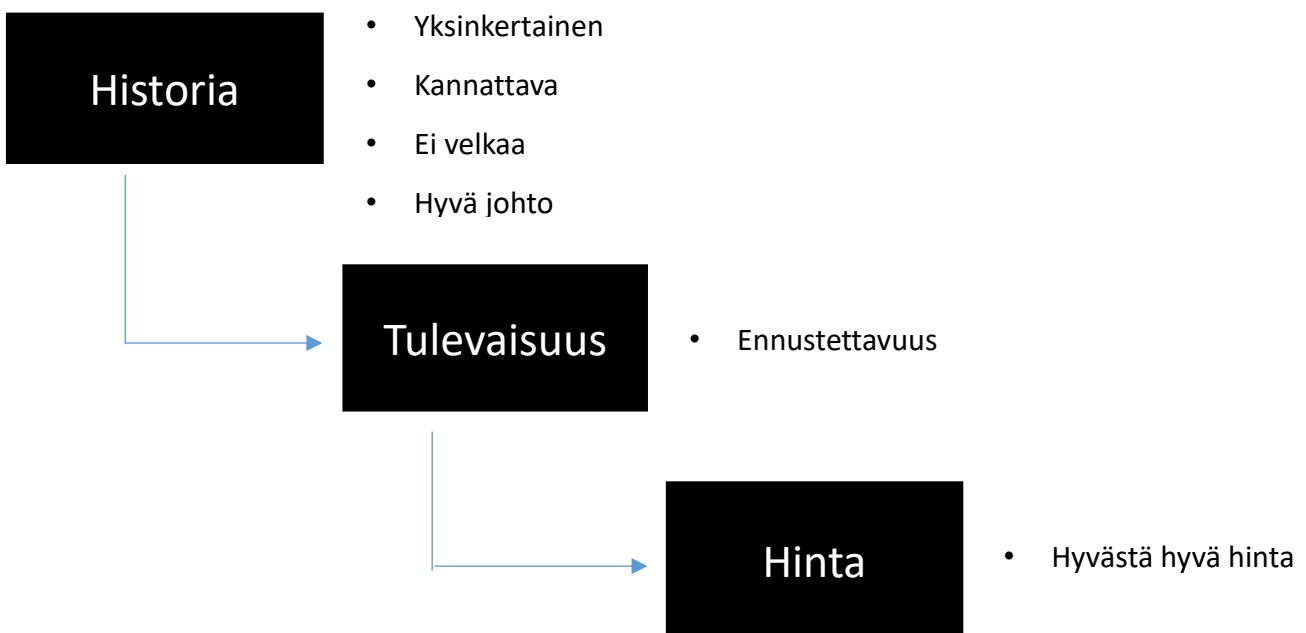 Historia
• Yksinkertainen
• Kannattava
• Ei velkaa
• Hyvä johto
Tulevaisuus
• Ennustettavuus
Hinta
• Hyvästä hyvä hinta